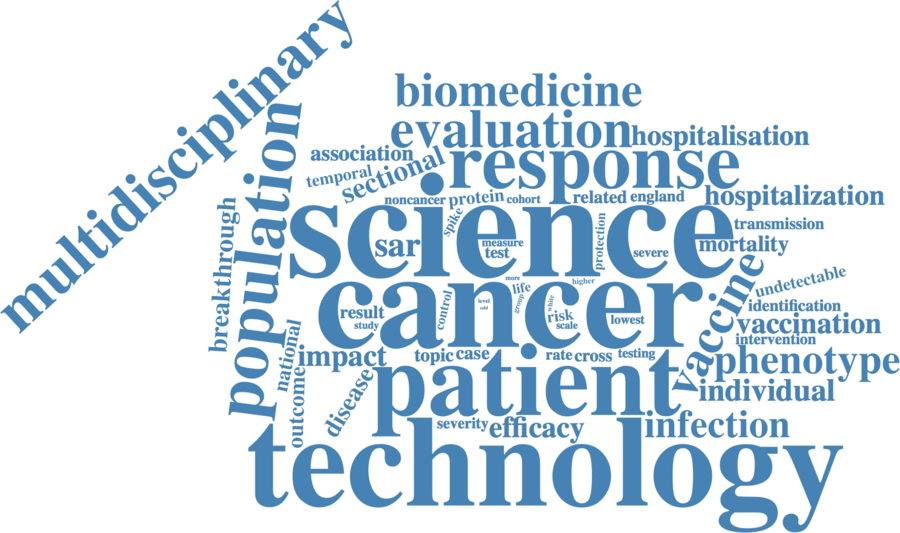 multidisciplinary
biomedicine
evaluation
hospitalisation
association
response
temporal
sectional
population
hospitalization
noncancer
protein
cohort
related
england
science
spike
breakthrough
protection
transmission
sar
measure
test
severe
mortality
cancer
more
life
higher
undetectable
vaccine
control
group
white
level
odd
identification
result
study
risk
scale
lowest
vaccination
national
intervention
impact
topic
case
rate
cross
testing
phenotype
patient
outcome
disease
individual
severity
efficacy
infection
technology